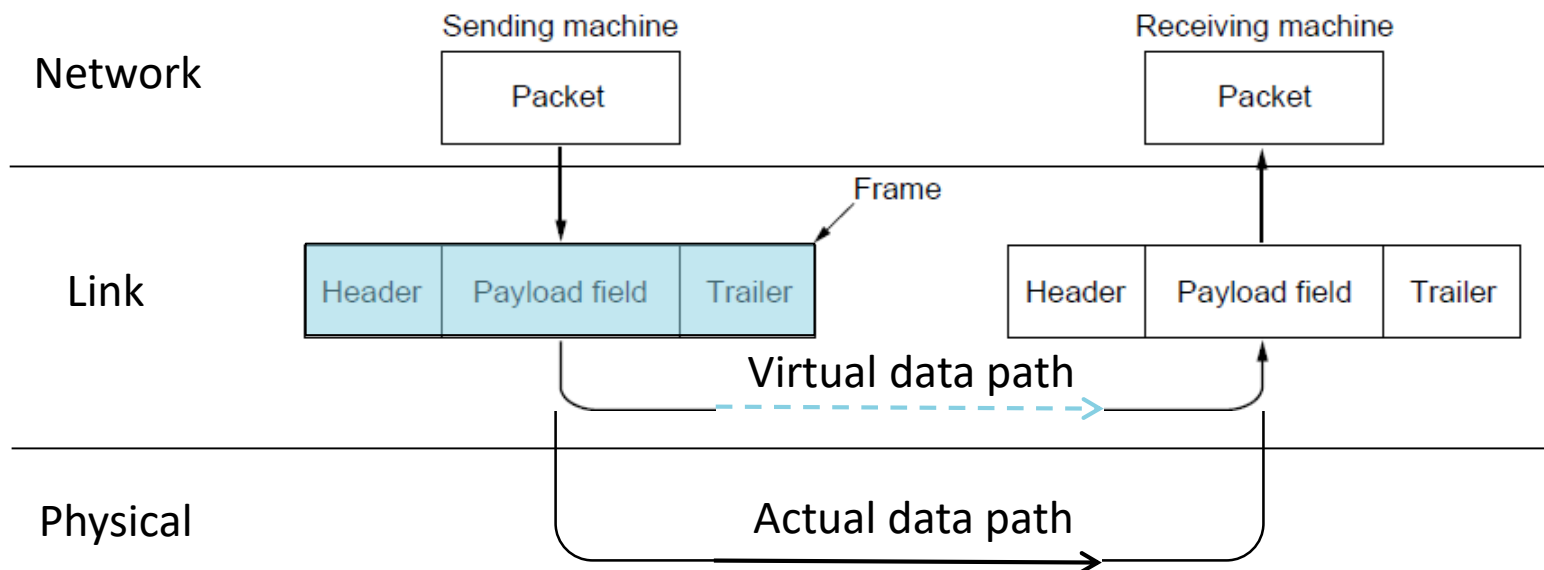 Sending machine
Receiving machine
Network
Packet
Packet
Frame
Link
Header
Payload field
Trailer
Header
Payload field
Trailer
Virtual data path
Physical
Actual data path